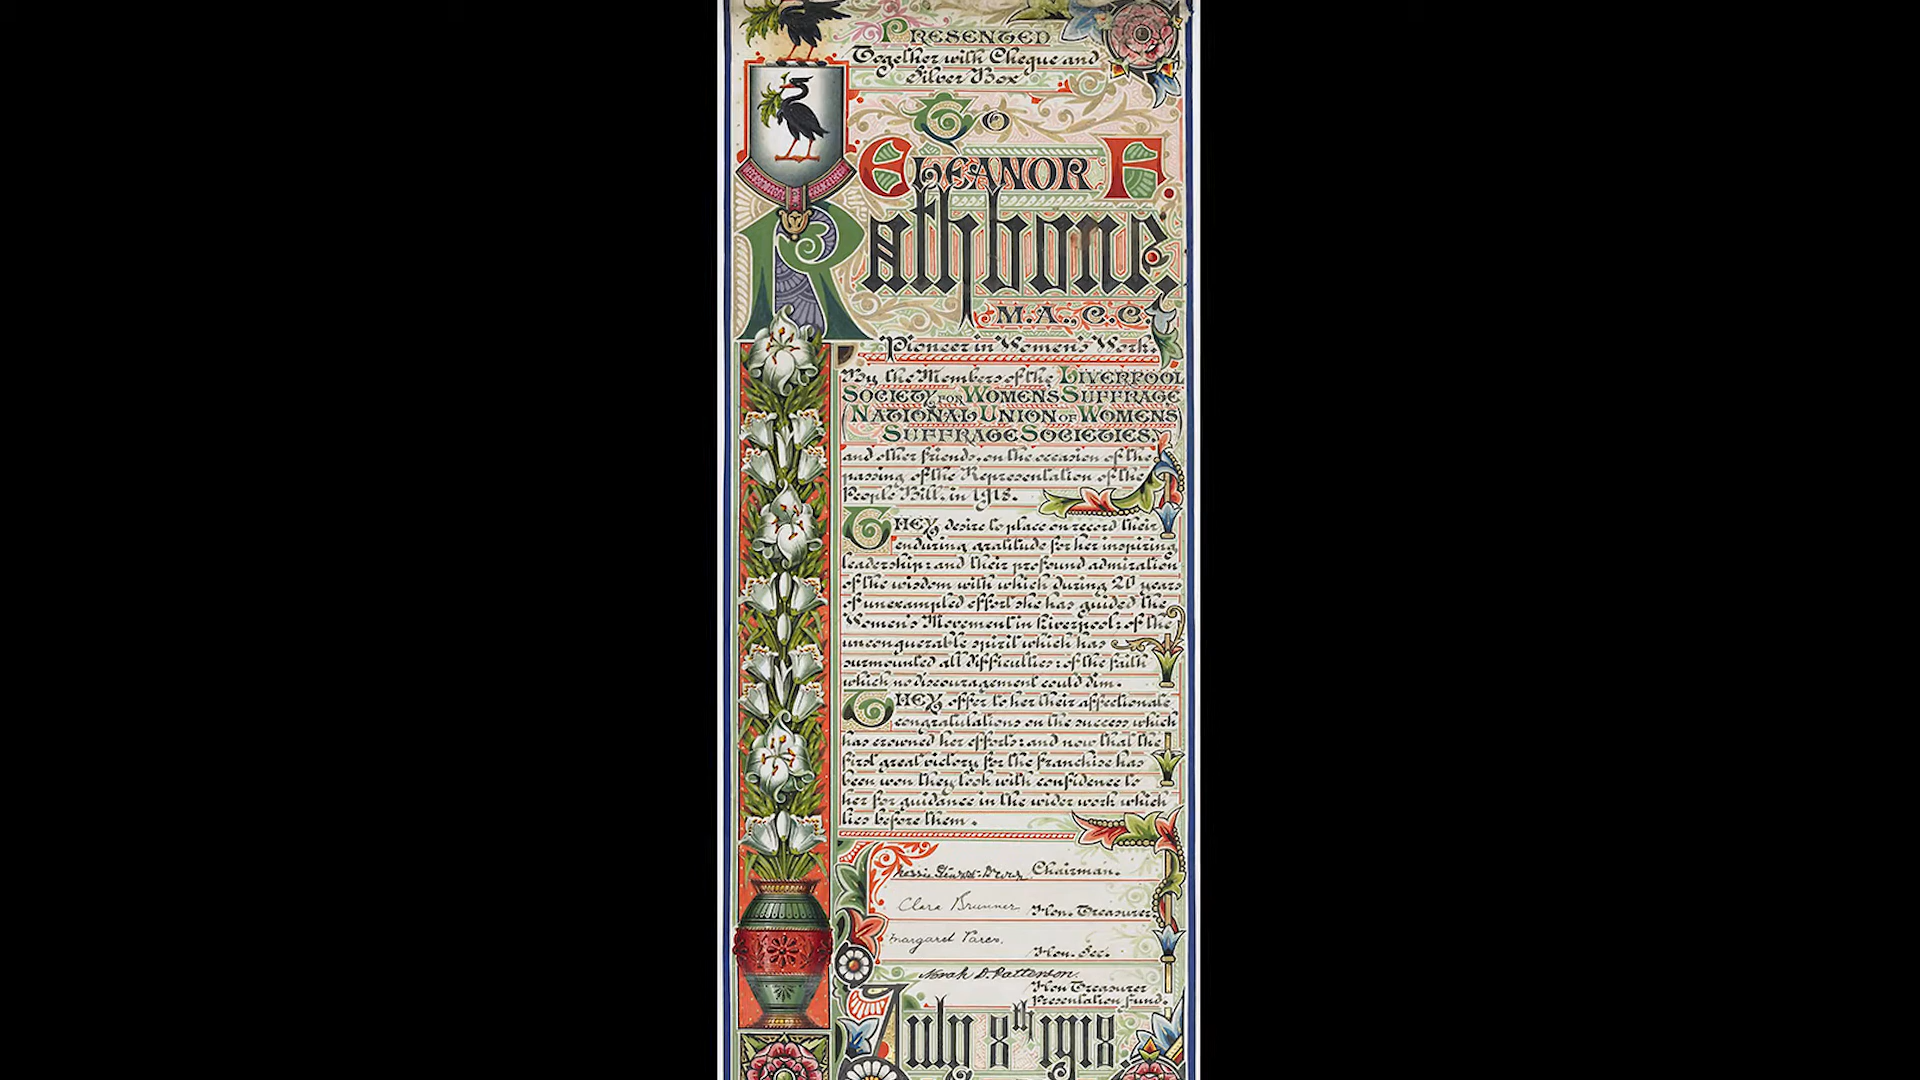 PRESENTED
Together with Cheque and
Silver Box
TO
ELEANOR F.
Rathbone.
M.A., C.C.
Pioneer in Women's Work.
By the Members of the LIVERPOOL
SOCIETY FOR WOMENS SUFFRAGE
(NATIONAL UNION OF WOMENS
SUFFRAGE SOCIETIES,)
and other friends, on the occasion of the
passing of the Representation of the
People Bill, in 1918.
THEY desire to place on record their
enduring gratitude for her inspiring
leadership: and their profound admiration
of the wisdom with which during 20 years
of unexampled effort she has guided the
Women's Movement in Liverpool: of the
unconquerable spirit which has
surmounted all difficulties: of the faith
which no discouragement could dim.
THEY offer to her their affectionate
congratulations on the success which
has crowned her efforts: and now that the
first great victory for the franchise has
been won they look with confidence to
her for guidance in the wider work which
lies before them.
Jessie Stewart-Brown Chairman.
Clara Brunner Hon. Treasurer.
Margaret Hon. Sec.
Norah D. Patterson.
Hon Treasurer
Presentation Fund.
July 8th 1918.